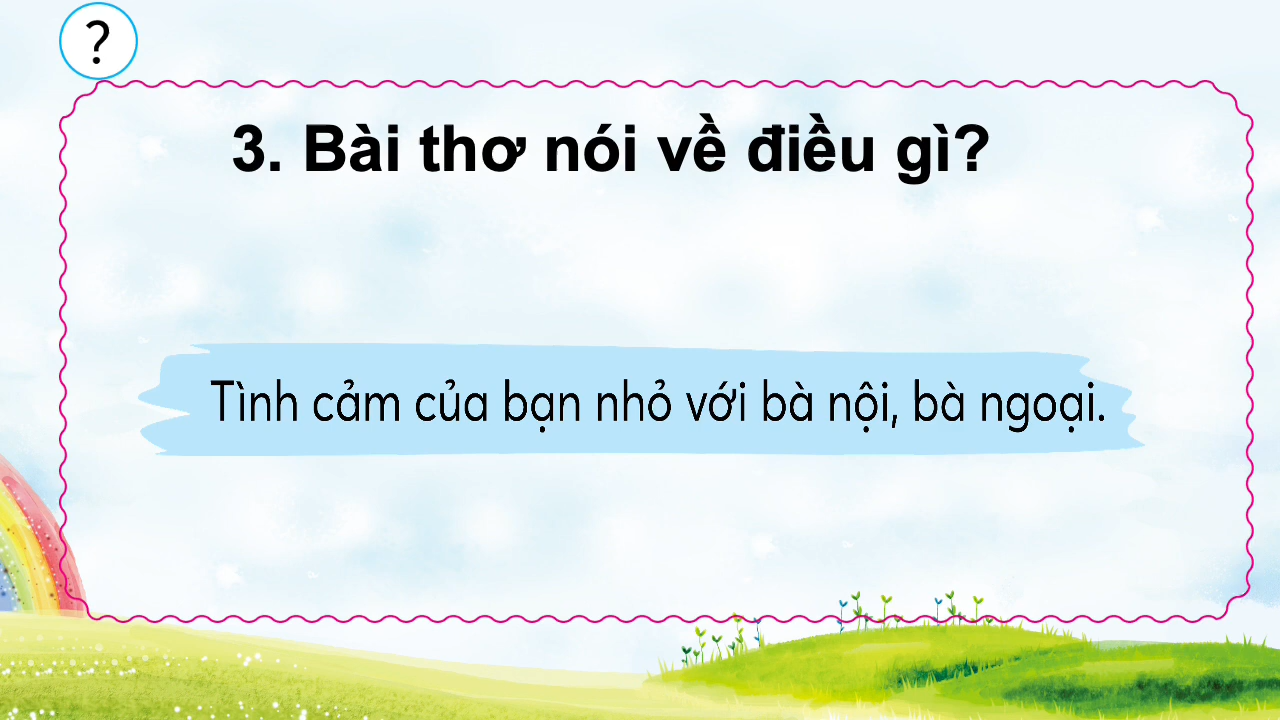 ?
3. Bài thơ nói về điều gì?
Tình cảm của bạn nhỏ với bà nội, bà ngoại.